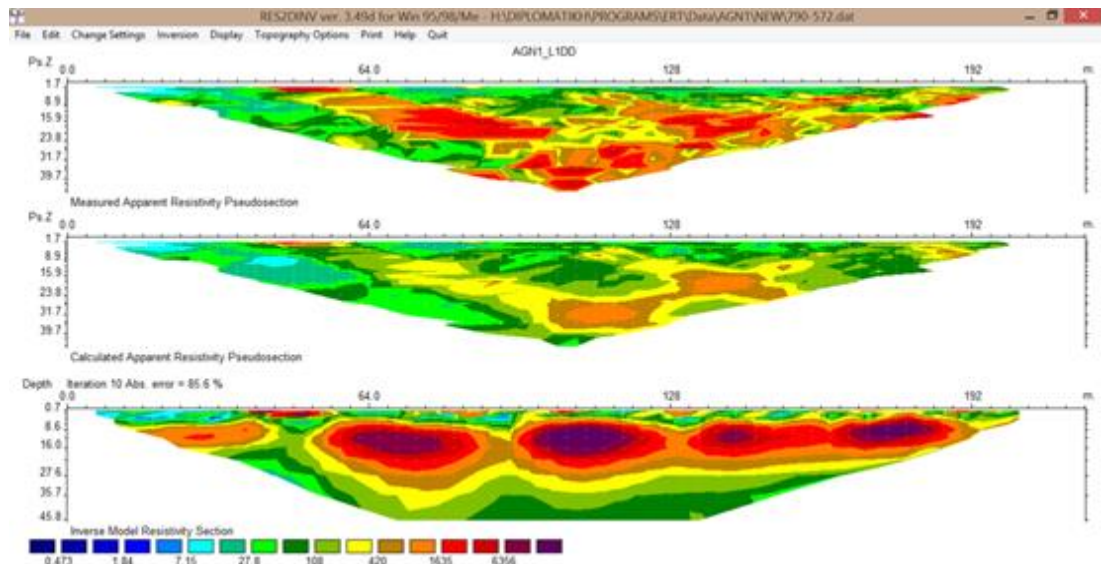 RES2DINV ver. 3.49d for Win 95/98/Me - H:\DIPLOMATIKH\PROGRAMS\ERT\Data\AGN1\NEW\790-572.dat
File Edit Change Settings Inversion Display Topography Options Print Help Quit
AGN1_L1DD
Ps.Z 0.0 64.0 128 192 m.
1.7
8.9
15.9
23.8
31.7
39.7
Measured Apparent Resistivity Pseudosection
Ps.Z 0.0 64.0 128 192 m.
1.7
8.9
15.9
23.8
31.7
39.7
Calculated Apparent Resistivity Pseudosection
Depth Iteration 10 Abs. error = 85.6 %
0.0 64.0 128 192 m.
0.7
8.6
16.0
27.6
35.7
45.8
Inverse Model Resistivity Section
0.473 1.84 7.15 27.8 108 420 1635 6356